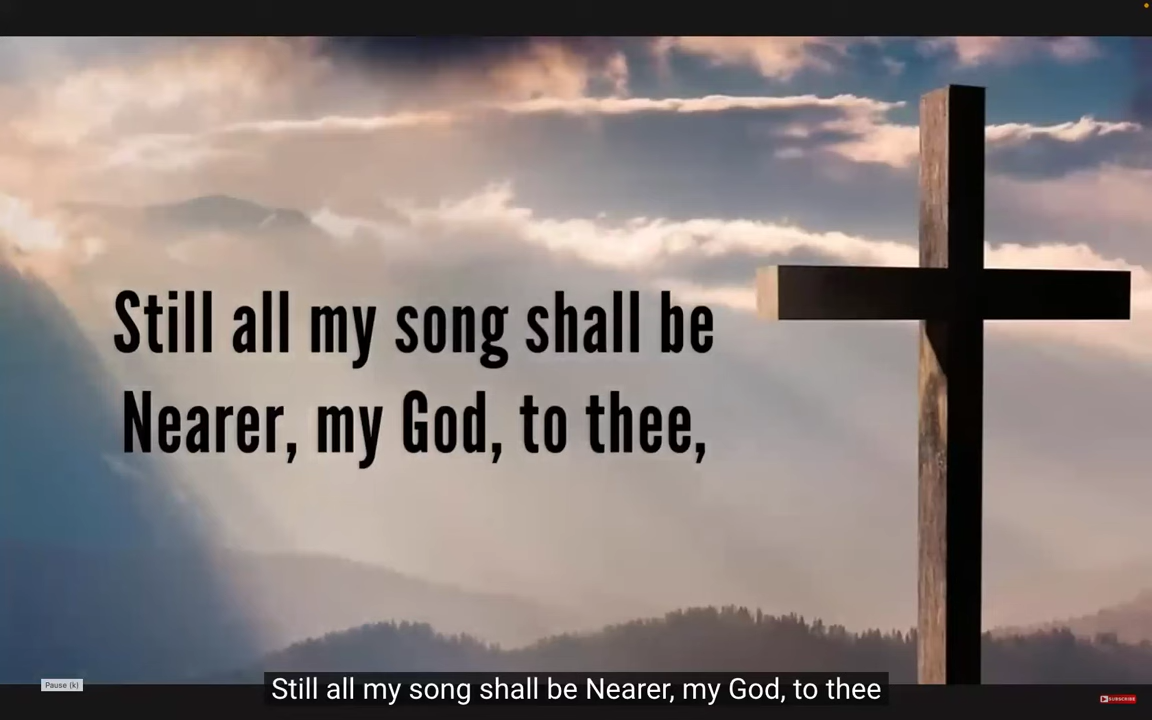 Still all my song shall be
Nearer, my God, to thee,
Still all my song shall be Nearer, my God, to thee
Pause (k)
SUBSCRIBE